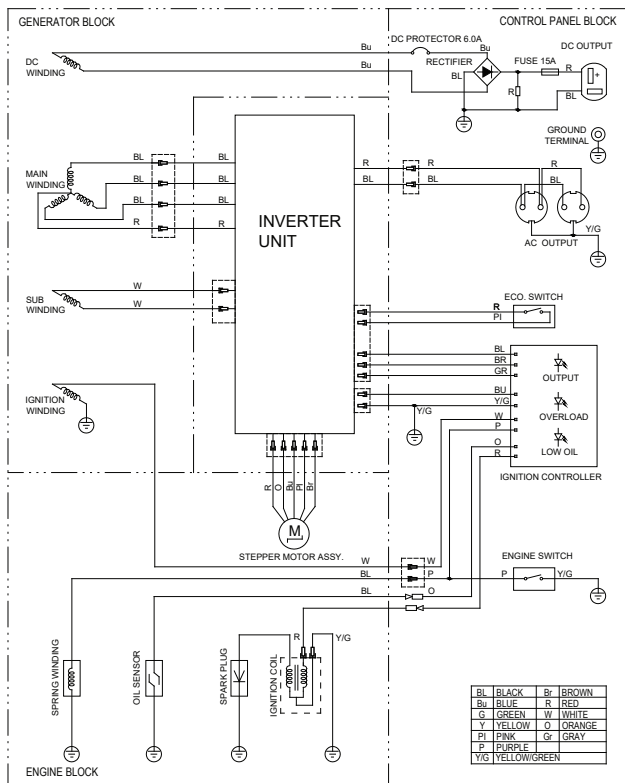 GENERATOR BLOCK
CONTROL PANEL BLOCK
DC PROTECTOR 6.0A
DC OUTPUT
Bu
Bu
RECTIFIER
FUSE 15A
DC
WINDING
Bu
BL
R
R
BL
+
-
GROUND
TERMINAL
MAIN
WINDING
BL
BL
BL
BL
BL
BL
R
R
INVERTER
UNIT
R
R
R
BL
BL
BL
Y/G
AC OUTPUT
SUB
WINDING
W
W
ECO. SWITCH
R
PI
BL
BR
GR
OUTPUT
BU
Y/G
Y/G
OVERLOAD
IGNITION
WINDING
W
P
O
R
LOW OIL
IGNITION CONTROLLER
R
O
Bu
PI
Br
M
STEPPER MOTOR ASSY.
W
W
ENGINE SWITCH
BL
P
P
Y/G
BL
O
R
Y/G
SPRING WINDING
OIL SENSOR
SPARK PLUG
IGNITION COIL
BL BLACK Br BROWN
Bu BLUE R RED
G GREEN W WHITE
Y YELLOW O ORANGE
PI PINK Gr GRAY
P PURPLE
Y/G YELLOW/GREEN
ENGINE BLOCK